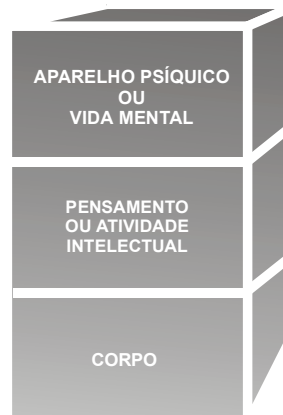 APARELHO PSÍQUICO
OU
VIDA MENTAL
PENSAMENTO
OU ATIVIDADE
INTELECTUAL
CORPO